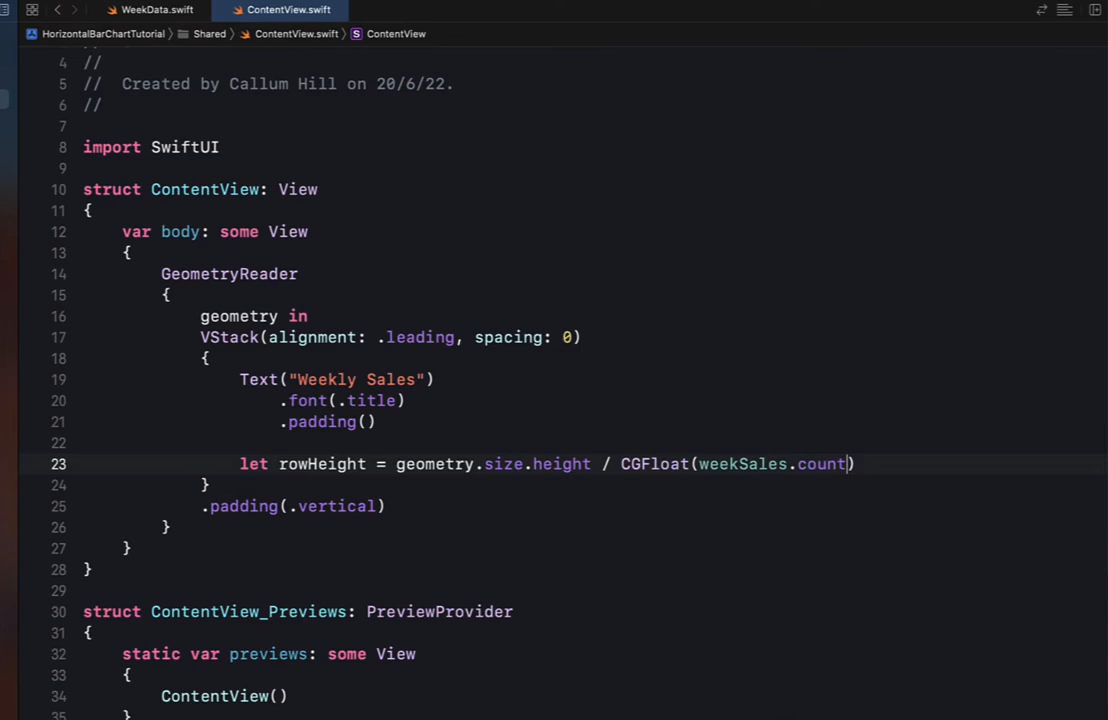 WeekData.swift ContentView.swift
HorizontalBarChartTutorial Shared ContentView.swift S ContentView
4 //
5 //  Created by Callum Hill on 20/6/22.
6 //
7
8 import SwiftUI
9
10 struct ContentView: View
11 {
12 var body: some View
13 {
14 GeometryReader
15 {
16 geometry in
17 VStack(alignment: .leading, spacing: 0)
18 {
19 Text("Weekly Sales")
20 .font(.title)
21 .padding()
22
23 let rowHeight = geometry.size.height / CGFloat(weekSales.count)
24 }
25 .padding(.vertical)
26 }
27 }
28 }
29
30 struct ContentView_Previews: PreviewProvider
31 {
32 static var previews: some View
33 {
34 ContentView()
35 }